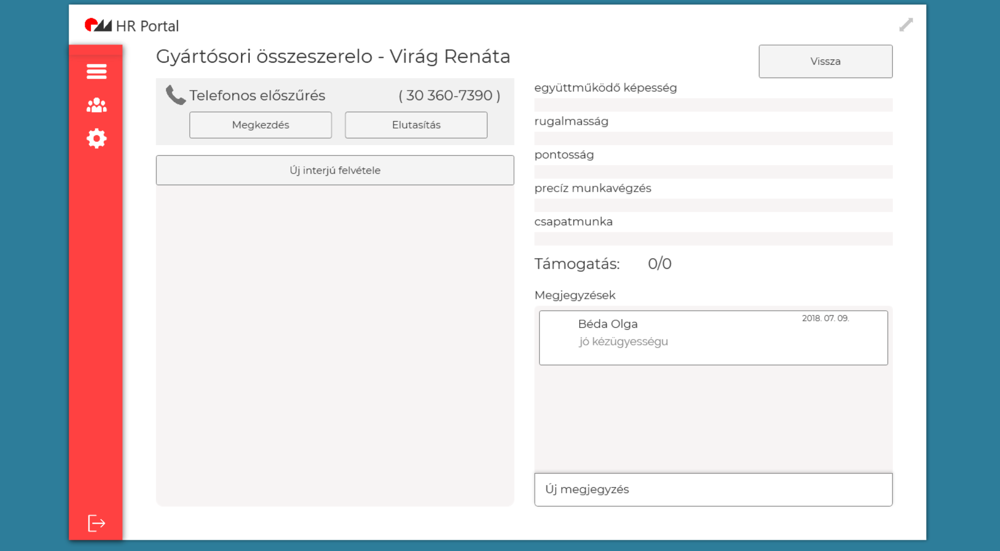 HR Portal
Gyártósori összeszerelo - Virág Renáta
Vissza
Telefonos előszűrés ( 30 360-7390 )
Megkezdés
Elutasítás
Új interjú felvétele
együttműködő képesség
rugalmasság
pontosság
precíz munkavégzés
csapatmunka
Támogatás: 0/0
Megjegyzések
Béda Olga 2018. 07. 09.
jó kézügyességu
Új megjegyzés